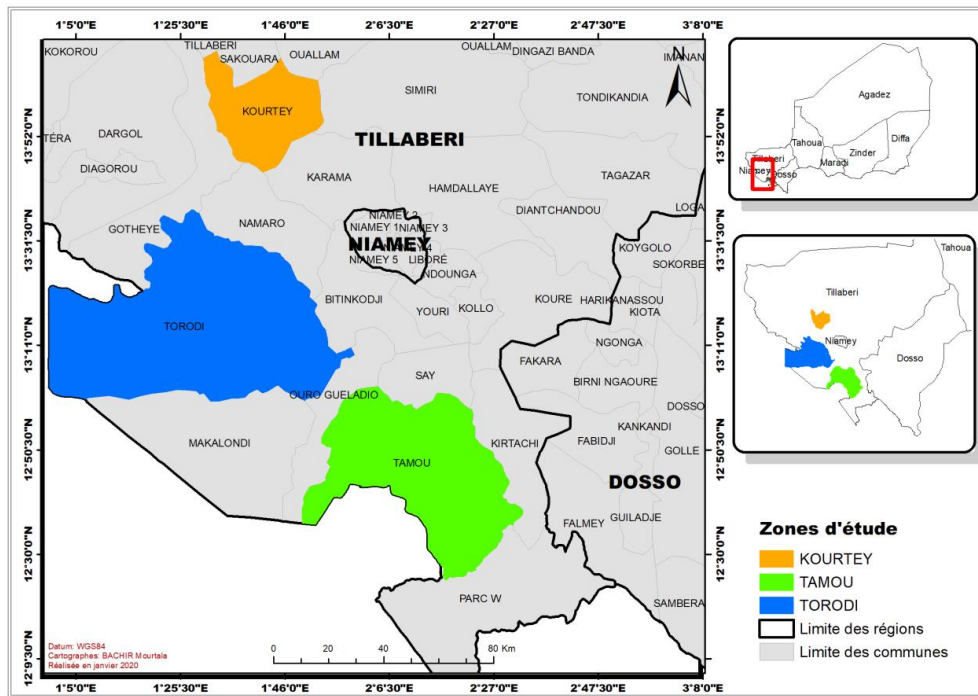 1°5'0"E 1°25'30"E 1°46'0"E 2°6'30"E 2°27'0"E 2°47'30"E 3°8'0"E
KOKOROU
TILLABERI
SAKOUARA
OUALLAM
OUALLAM
DINGAZI BANDA
IMANAN
N
KOURTEY
SIMIRI
TONDIKANDIA
TÉRA
DARGOL
TILLABERI
DIAGOROU
KARAMA
HAMDALLAYE
TAGAZAR
GOTHEYE
NAMARO
NIAMEY 2
NIAMEY 1
NIAMEY 3
NIAMEY
NIAMEY 5
LIBORÉ
NDOUNGA
DIANTCHANDOU
LOGA
KOYGOLO
SOKORBE
BITINKODJI
YOURI
KOLLO
KOURE
HARIKANASSOU
KIOTA
TORODI
NGONGA
FAKARA
SAY
BIRNI NGAOURE
OURO GUELADIO
DOSSO
MAKALONDI
KIRTACHI
KANKANDI
FABIDJI
GOLLE
TAMOU
DOSSO
FALMEY
GUILADJE
PARC W
SAMBERA
13°52'0"N
13°31'30"N
13°11'0"N
12°50'30"N
12°30'0"N
12°9'30"N
13°52'0"N
13°31'30"N
13°11'0"N
12°50'30"N
12°30'0"N
12°9'30"N
Datum: WGS84
Cartographes: BACHIR Mourtala
Réalisée en janvier 2020
0 20 40 60 80 Km
1°5'0"E 1°25'30"E 1°46'0"E 2°6'30"E 2°27'0"E 2°47'30"E 3°8'0"E
Agadez
Tahoua
Diffa
Zinder
Maradi
Tillaberi
Niamey
Dosso
Tahoua
Tillaberi
Niamey
Dosso
Zones d'étude
KOURTEY
TAMOU
TORODI
Limite des régions
Limite des communes